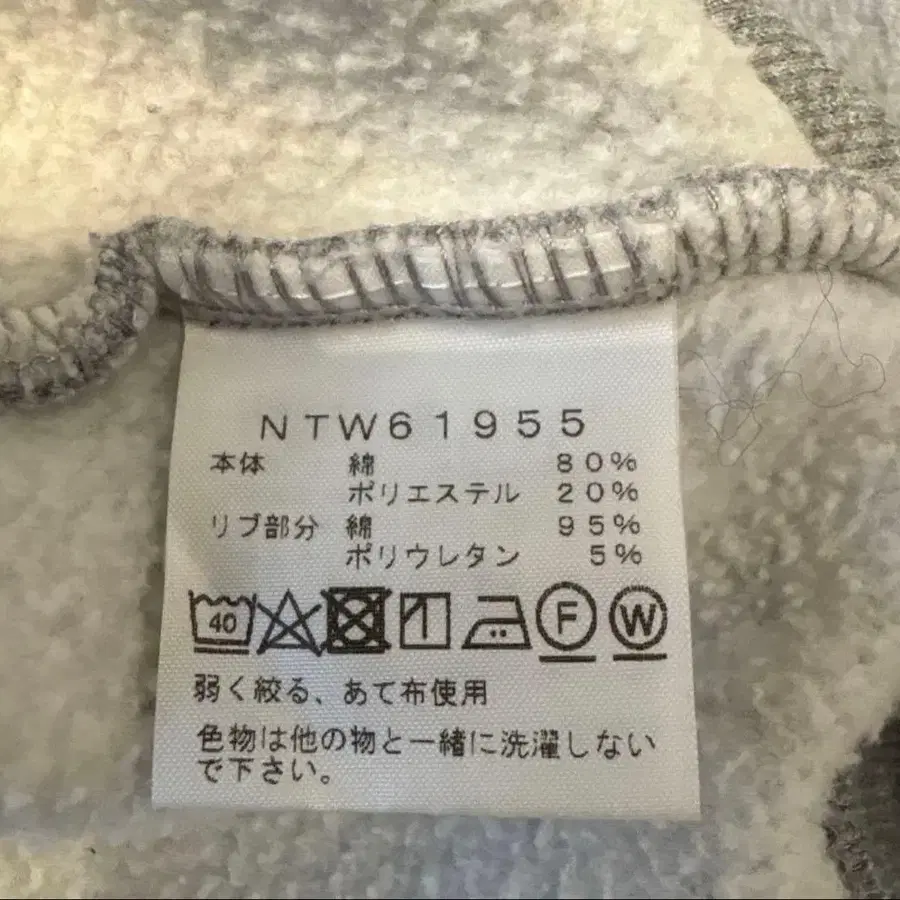 NTW61955
本体 綿 80%
ポリエステル 20%
リブ部分 綿 95%
ポリウレタン 5%
40 F W
弱く絞る、あて布使用
色物は他の物と一緒に洗濯しない
で下さい。